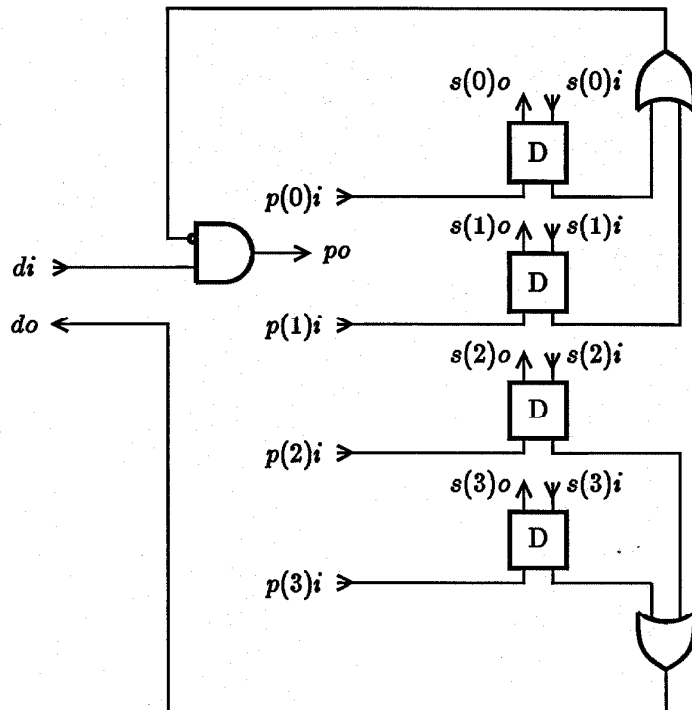 s(0)o s(0)i
D
p(0)i
s(1)o s(1)i
di po
D
do p(1)i
s(2)o s(2)i
D
p(2)i
s(3)o s(3)i
D
p(3)i